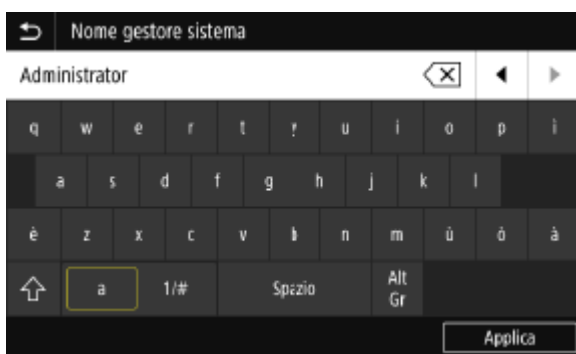 Nome gestore sistema
Administrator
q w e r t y u i o p ì
a s d f g h j k l
è z x c v b n m ù ò à
a 1/# Spazio Alt Gr
Applica